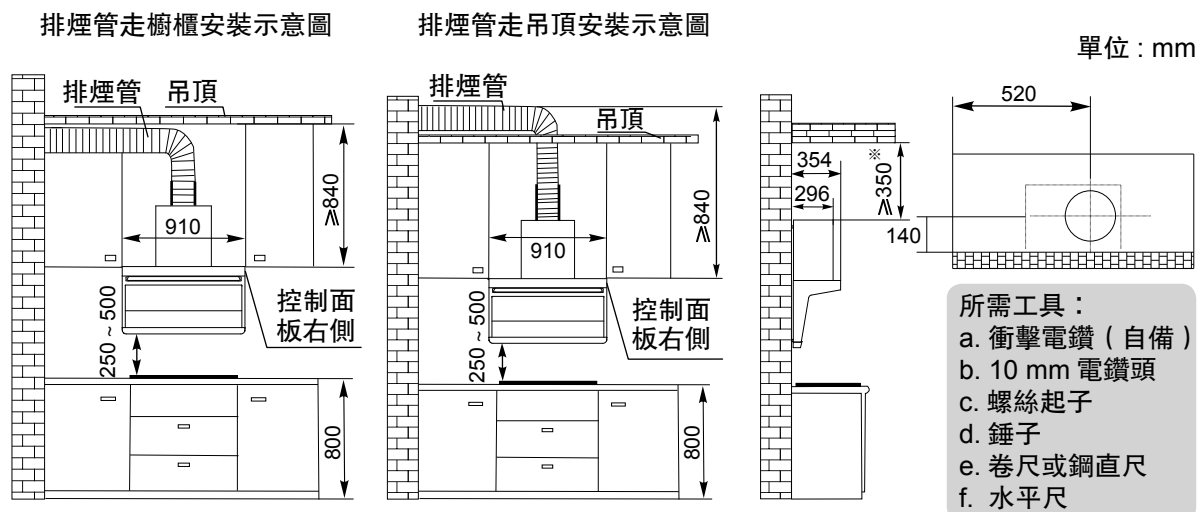 排煙管走櫥櫃安裝示意圖
排煙管走吊頂安裝示意圖
單位 : mm
排煙管
吊頂
≥840
910
250 ~ 500
控制面
板右側
800
排煙管
吊頂
≥840
910
250 ~ 500
控制面
板右側
800
354
296
≥350※
520
140
所需工具：
a. 衝擊電鑽（自備）
b. 10 mm 電鑽頭
c. 螺絲起子
d. 錘子
e. 卷尺或鋼直尺
f. 水平尺